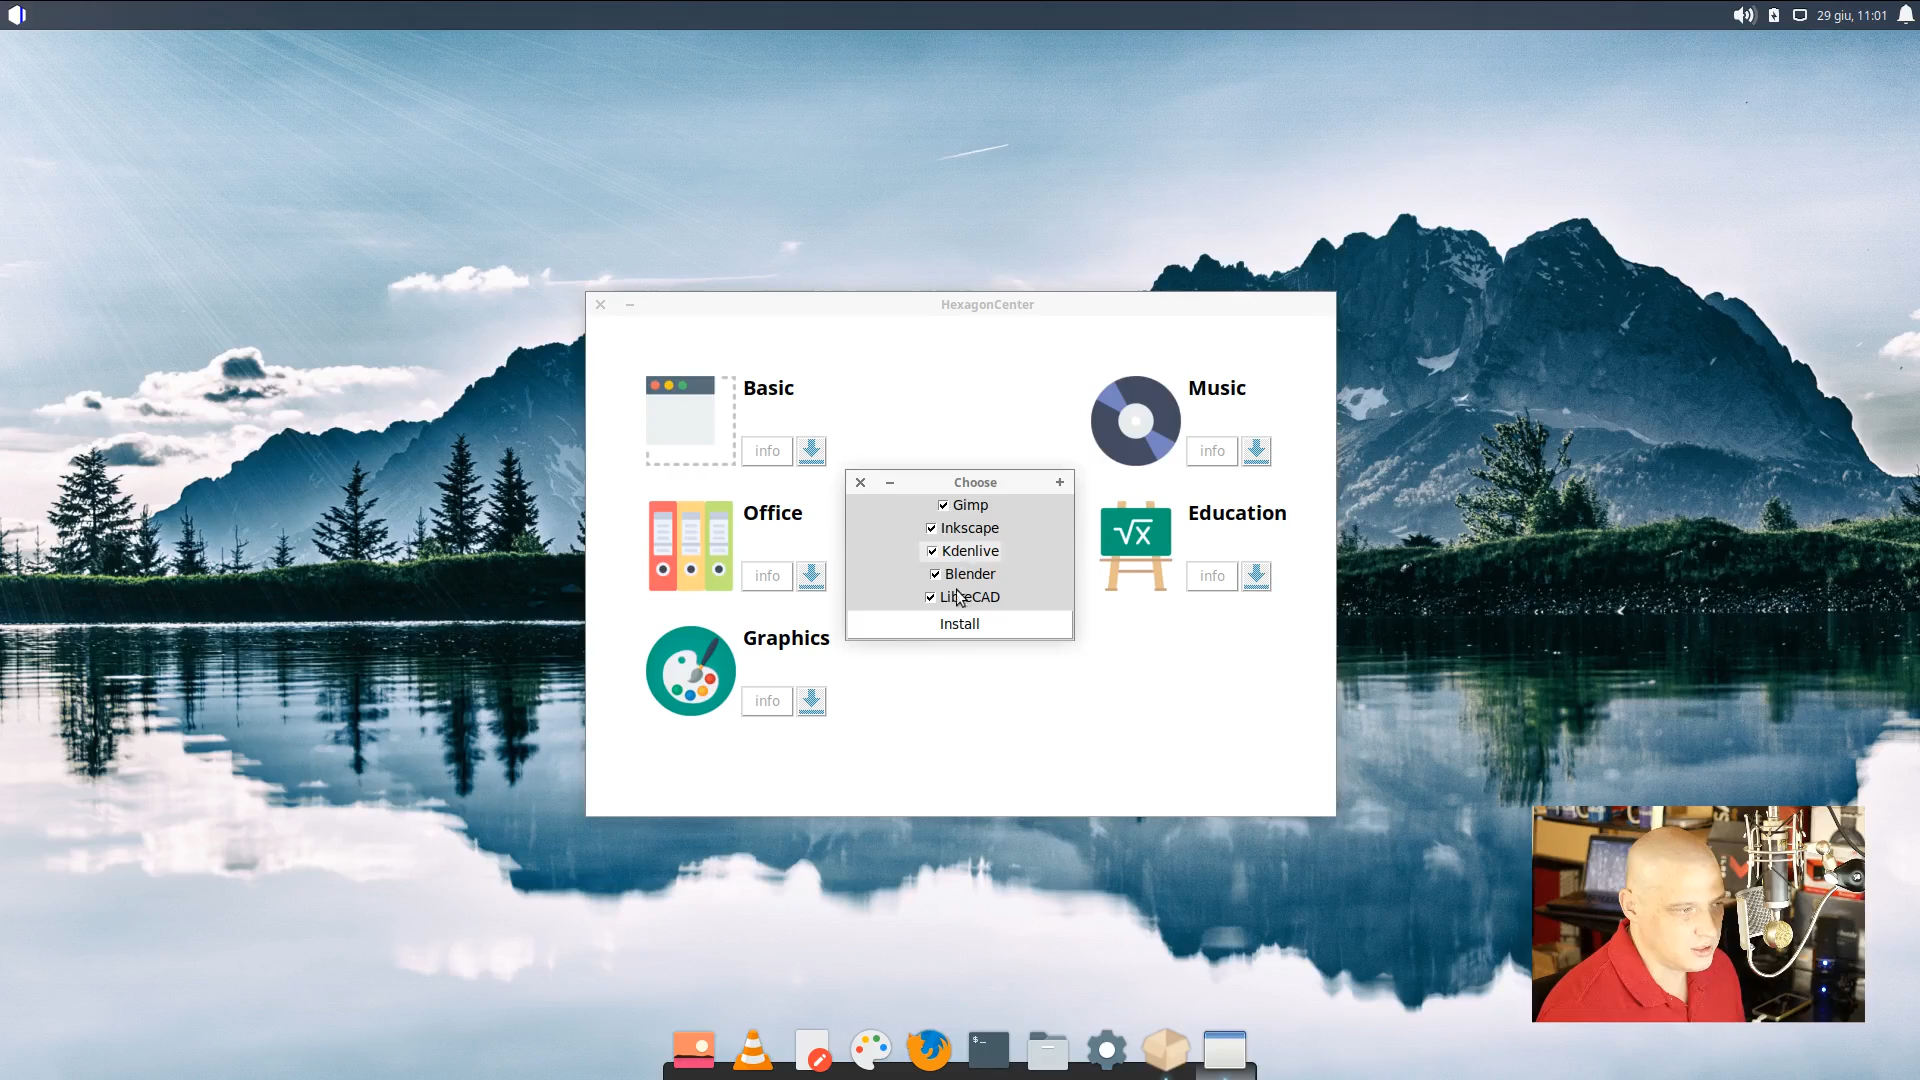 29 giu, 11:01
HexagonCenter
Basic
info
Music
info
Office
info
Education
info
Graphics
info
Choose
Gimp
Inkscape
Kdenlive
Blender
LibreCAD
Install
$_
√x